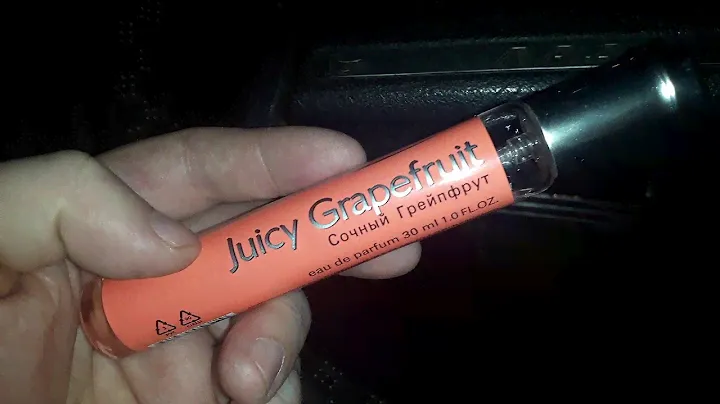 Juicy Grapefruit
Сочный Грейпфрут
eau de parfum 30 ml 1.0 FL.OZ.